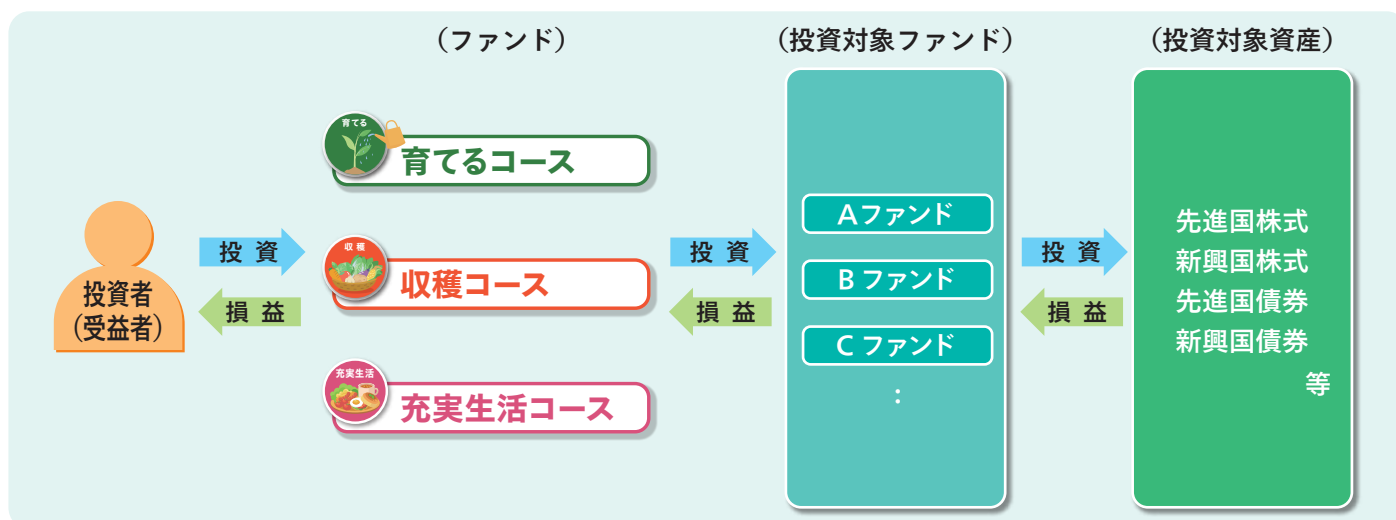 （ファンド）
（投資対象ファンド）
（投資対象資産）
育てる
育てるコース
収穫
収穫コース
充実生活
充実生活コース
投資者
（受益者）
投資
損益
投資
損益
Aファンド
Bファンド
Cファンド
：
投資
損益
先進国株式
新興国株式
先進国債券
新興国債券
等